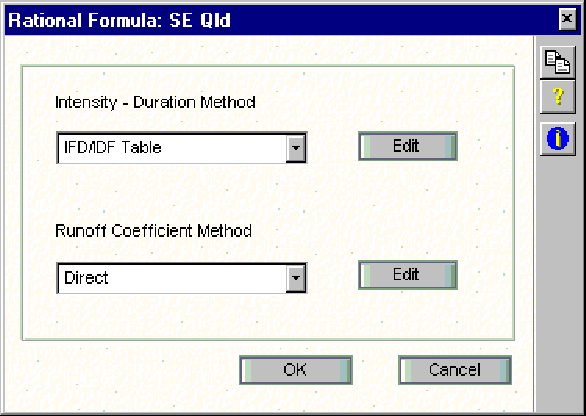 Rational Formula: SE Qld
Intensity - Duration Method
IFD/IDF Table
Edit
Runoff Coefficient Method
Direct
Edit
OK
Cancel